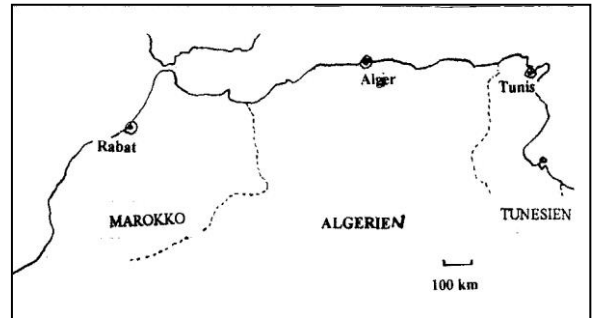 Alger
Tunis
Rabat
MAROKKO
ALGERIEN
TUNESIEN
100 km